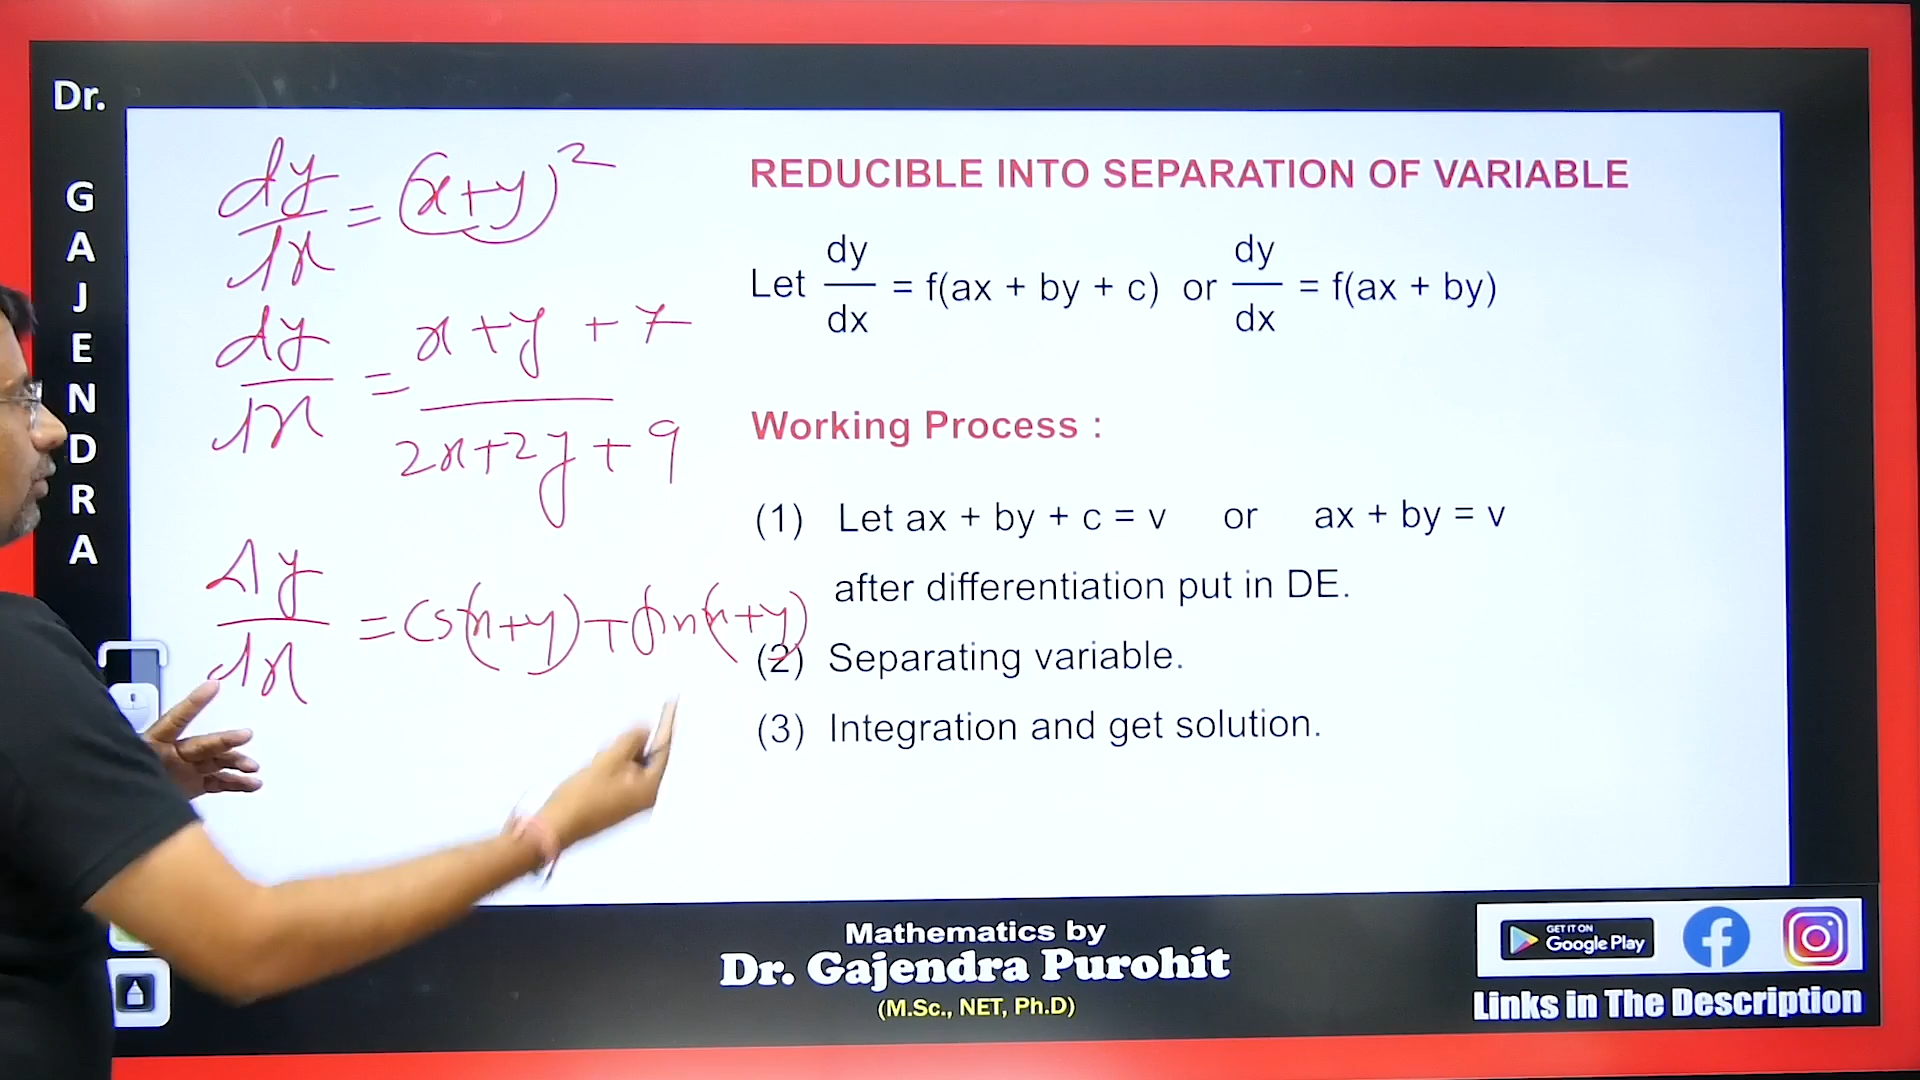 Dr.
GAJENDRA
dy/dx = (x+y)²
dy/dx = x+y+7 / 2x+2y+9
dy/dx = cs(x+y)+sin(x+y)
REDUCIBLE INTO SEPARATION OF VARIABLE
Let dy/dx = f(ax + by + c) or dy/dx = f(ax + by)
Working Process :
(1) Let ax + by + c = v or ax + by = v
after differentiation put in DE.
(2) Separating variable.
(3) Integration and get solution.
Mathematics by
Dr. Gajendra Purohit
(M.Sc., NET, Ph.D)
GET IT ON
Google Play
Links in The Description